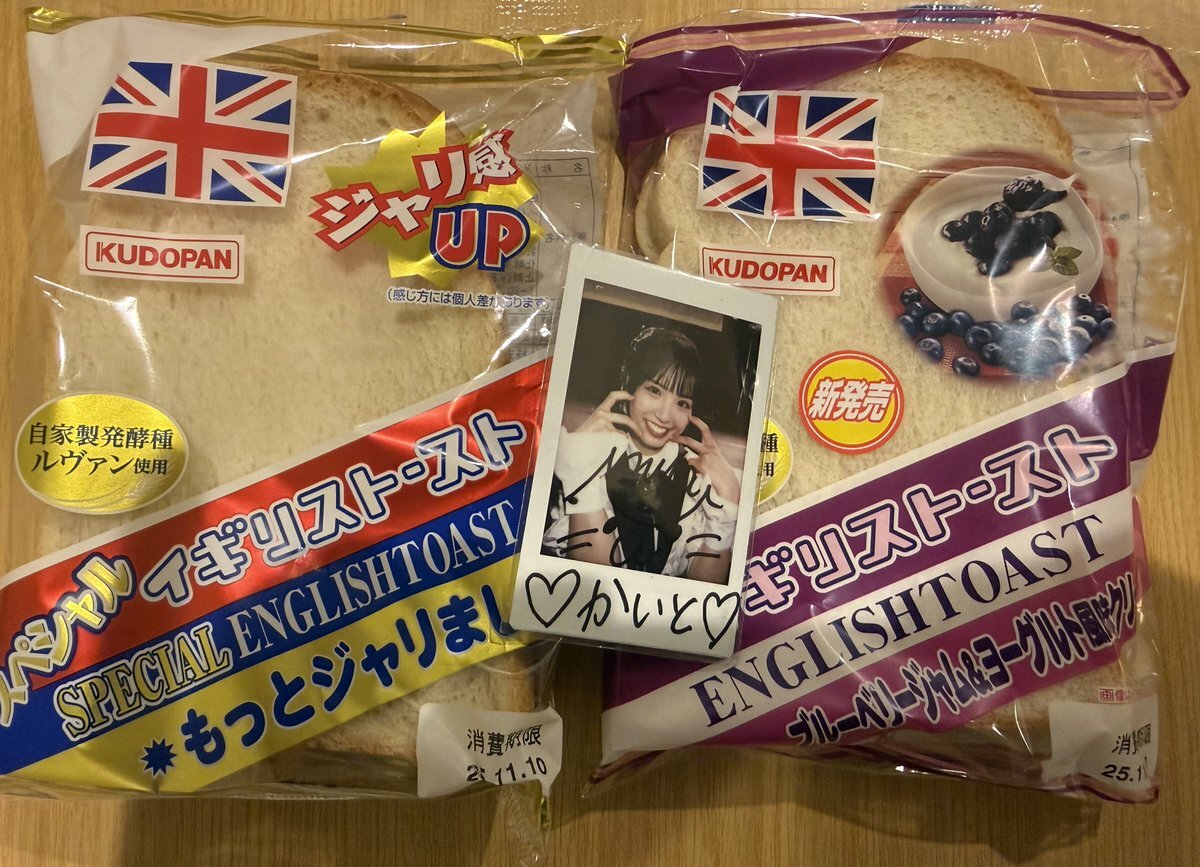 KUDOPAN
ジャリ感
UP
(感じ方には個人差があります)
自家製発酵種
ルヴァン使用
スペシャル イギリストースト
SPECIAL ENGLISHTOAST
もっとジャリまし
消費期限
25.11.10
♡かいと♡
KUDOPAN
新発売
種
用
ギリストースト
ENGLISHTOAST
ブルーベリージャム&ヨーグルト風味クリ
消費期限
25.1